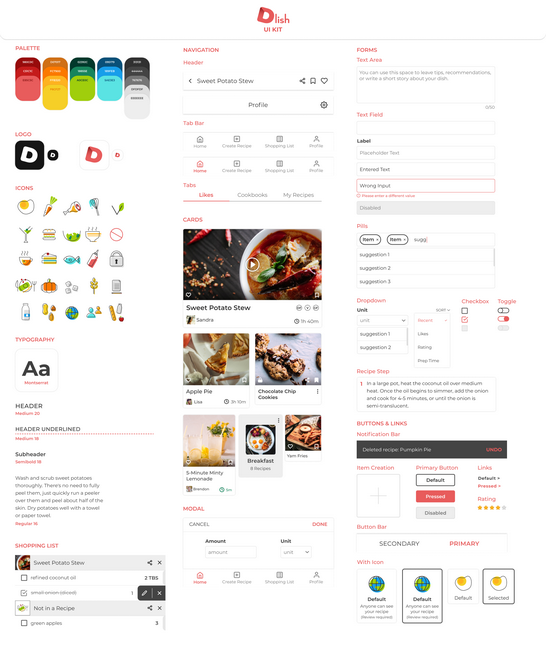 Dlish
UI KIT
PALETTE
LOGO
D
D
D
D
ICONS
TYPOGRAPHY
Aa
Montserrat
HEADER
Medium 20
HEADER UNDERLINED
Medium 18
Subheader
Semibold 18
Wash and scrub sweet potatoes
thoroughly. There's no need to fully
peel them, just quickly run a peeler
over them and peel about half of the
skin. Dry potatoes well with a towel
or paper towel.
Regular 16
SHOPPING LIST
Sweet Potato Stew
refined coconut oil
2 TBS
small onion (diced)
1
Not in a Recipe
green apples
3
NAVIGATION
Header
Sweet Potato Stew
Profile
Tab Bar
Home
Create Recipe
Shopping List
Profile
Home
Create Recipe
Shopping List
Profile
Tabs
Likes
Cookbooks
My Recipes
CARDS
Sweet Potato Stew
Sandra
1h 40m
Apple Pie
Lisa
3h 10m
Chocolate Chip
Cookies
5-Minute Minty
Lemonade
Brandon
5m
Breakfast
8 Recipes
Yam Fries
MODAL
CANCEL
DONE
Amount
amount
Unit
unit
Home
Create Recipe
Shopping List
Profile
FORMS
Text Area
You can use this space to leave tips, recommendations,
or write a short story about your dish.
Text Field
Label
Placeholder Text
Entered Text
Wrong Input
Please enter a different value
Disabled
Pills
Item
Item
sugg
suggestion 1
suggestion 2
suggestion 3
Dropdown
Unit
unit
suggestion 1
suggestion 2
SORT
Recent
Likes
Rating
Prep Time
Checkbox
Toggle
Recipe Step
1 In a large pot, heat the coconut oil over medium
heat. Once the oil begins to simmer, add the onion
and cook for 4-5 minutes, or until the onion is
semi-translucent.
BUTTONS & LINKS
Notification Bar
Deleted recipe: Pumpkin Pie
UNDO
Item Creation
Primary Button
Default
Pressed
Disabled
Links
Default +
Pressed +
Rating
Button Bar
SECONDARY
PRIMARY
With Icon
Default
Anyone can see
your recipe
(Review required)
Default
Anyone can see
your recipe
(Review required)
Default
Selected